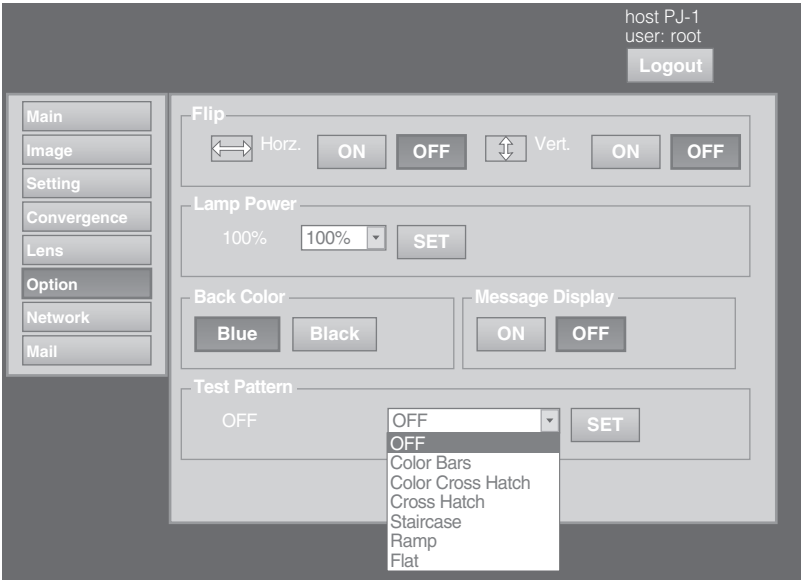 host PJ-1
user: root
Logout
Main
Image
Setting
Convergence
Lens
Option
Network
Mail
Flip
Horz. ON OFF Vert. ON OFF
Lamp Power
100% 100% SET
Back Color
Blue Black
Message Display
ON OFF
Test Pattern
OFF OFF SET
OFF
Color Bars
Color Cross Hatch
Cross Hatch
Staircase
Ramp
Flat